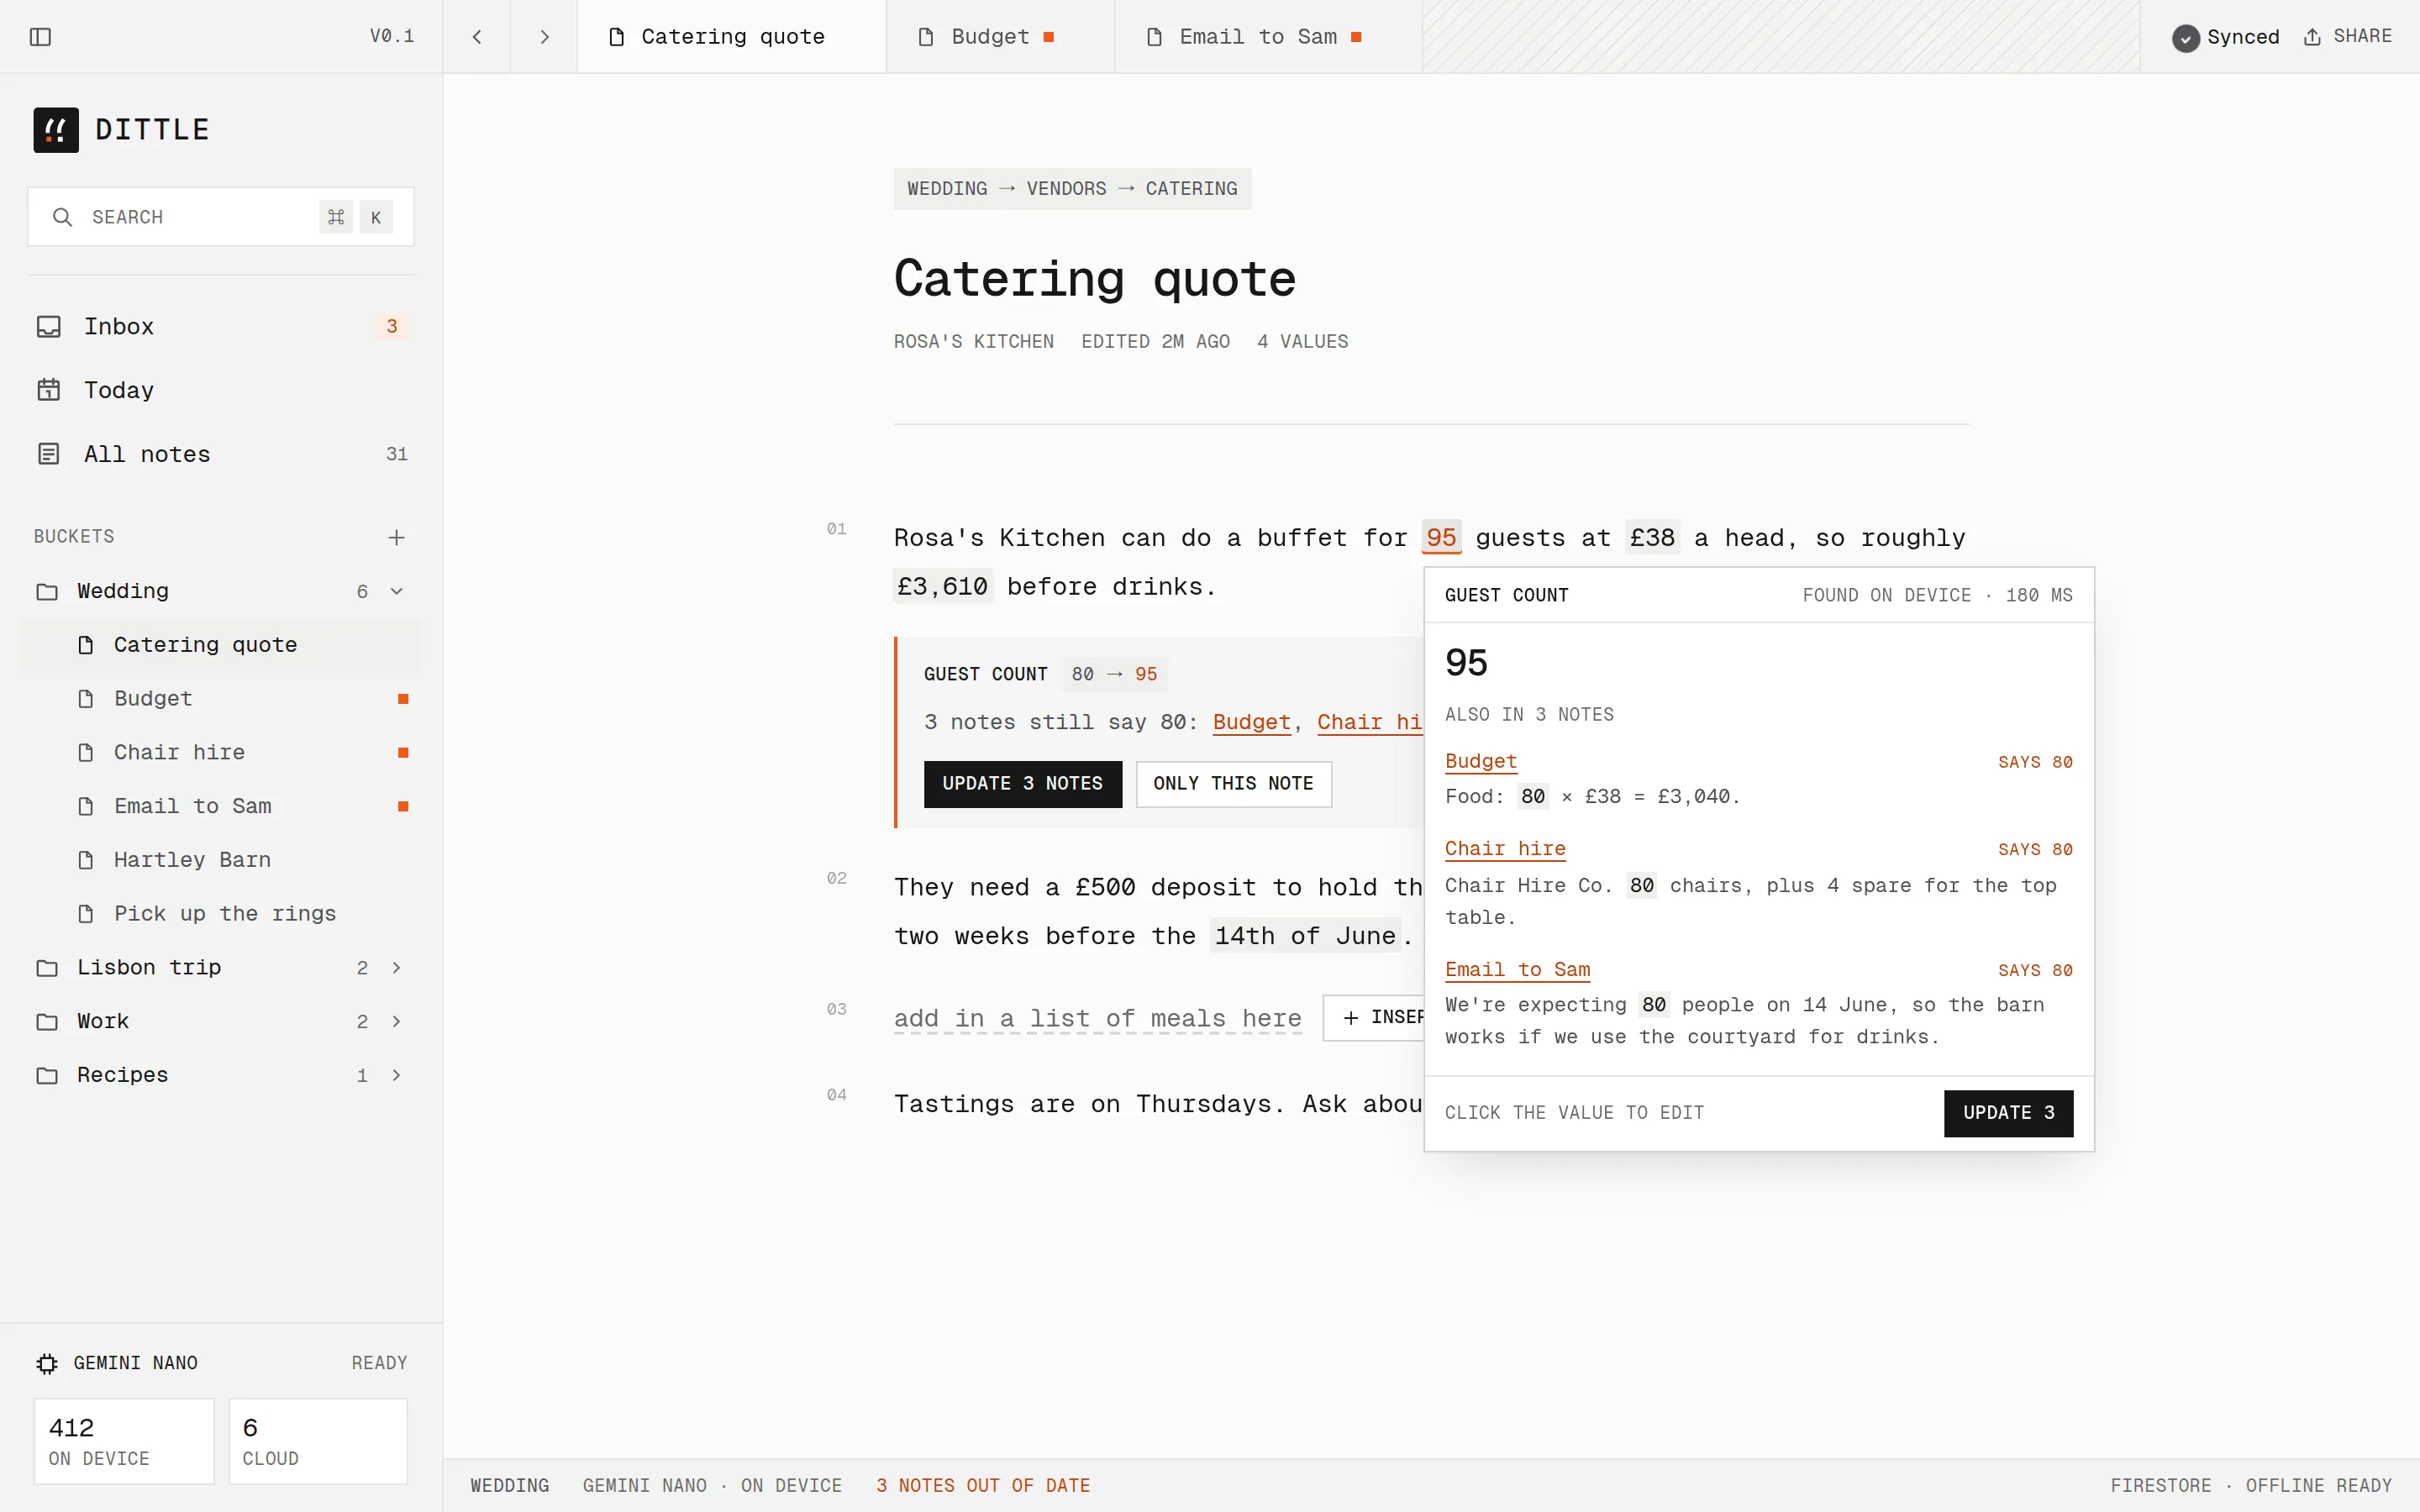 V0.1
Catering quote
Budget
Email to Sam
Synced
SHARE
DITTLE
SEARCH
⌘ K
Inbox 3
Today
All notes 31
BUCKETS
Wedding 6
Catering quote
Budget
Chair hire
Email to Sam
Hartley Barn
Pick up the rings
Lisbon trip 2
Work 2
Recipes 1
GEMINI NANO READY
412
ON DEVICE
6
CLOUD
WEDDING → VENDORS → CATERING
Catering quote
ROSA'S KITCHEN EDITED 2M AGO 4 VALUES
01
Rosa's Kitchen can do a buffet for 95 guests at £38 a head, so roughly
£3,610 before drinks.
GUEST COUNT 80 → 95
3 notes still say 80: Budget, Chair hi
UPDATE 3 NOTES
ONLY THIS NOTE
02
They need a £500 deposit to hold th
two weeks before the 14th of June.
03
add in a list of meals here
+ INSER
04
Tastings are on Thursdays. Ask abou
GUEST COUNT
FOUND ON DEVICE · 180 MS
95
ALSO IN 3 NOTES
Budget SAYS 80
Food: 80 × £38 = £3,040.
Chair hire SAYS 80
Chair Hire Co. 80 chairs, plus 4 spare for the top
table.
Email to Sam SAYS 80
We're expecting 80 people on 14 June, so the barn
works if we use the courtyard for drinks.
CLICK THE VALUE TO EDIT
UPDATE 3
WEDDING GEMINI NANO · ON DEVICE 3 NOTES OUT OF DATE
FIRESTORE · OFFLINE READY